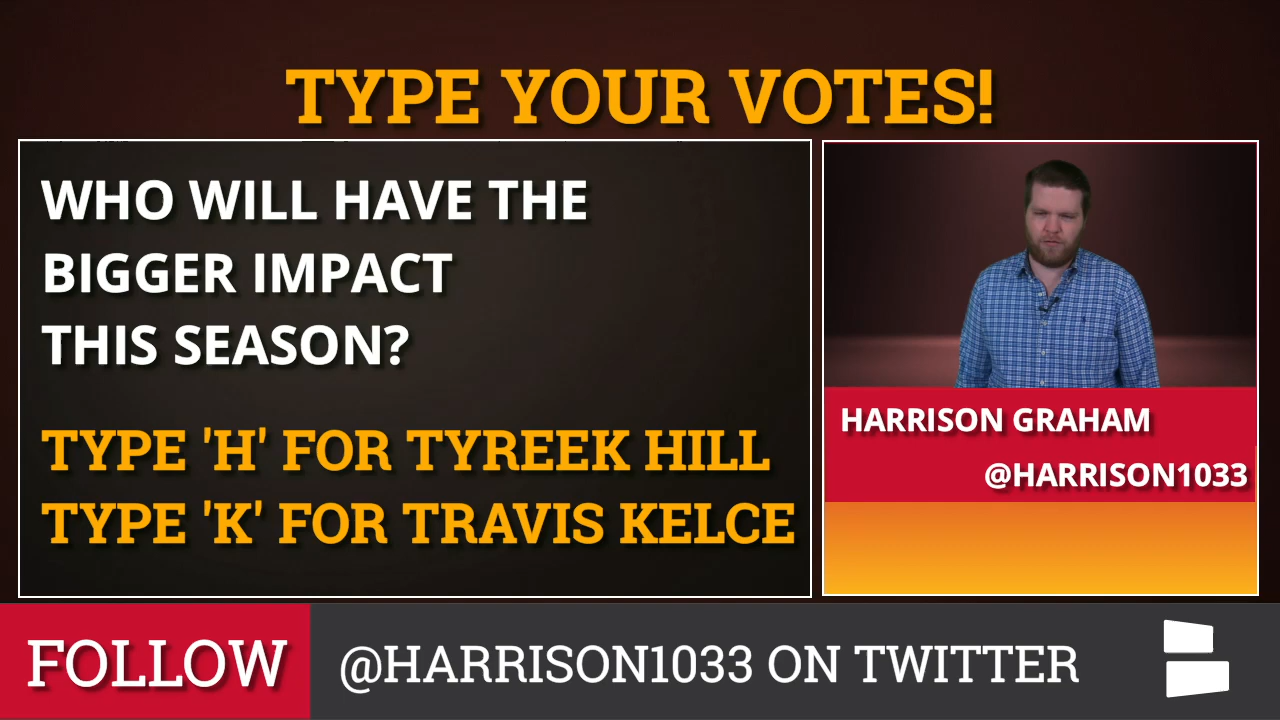 TYPE YOUR VOTES!
WHO WILL HAVE THE
BIGGER IMPACT
THIS SEASON?
TYPE 'H' FOR TYREEK HILL
TYPE 'K' FOR TRAVIS KELCE
HARRISON GRAHAM
@HARRISON1033
FOLLOW
@HARRISON1033 ON TWITTER